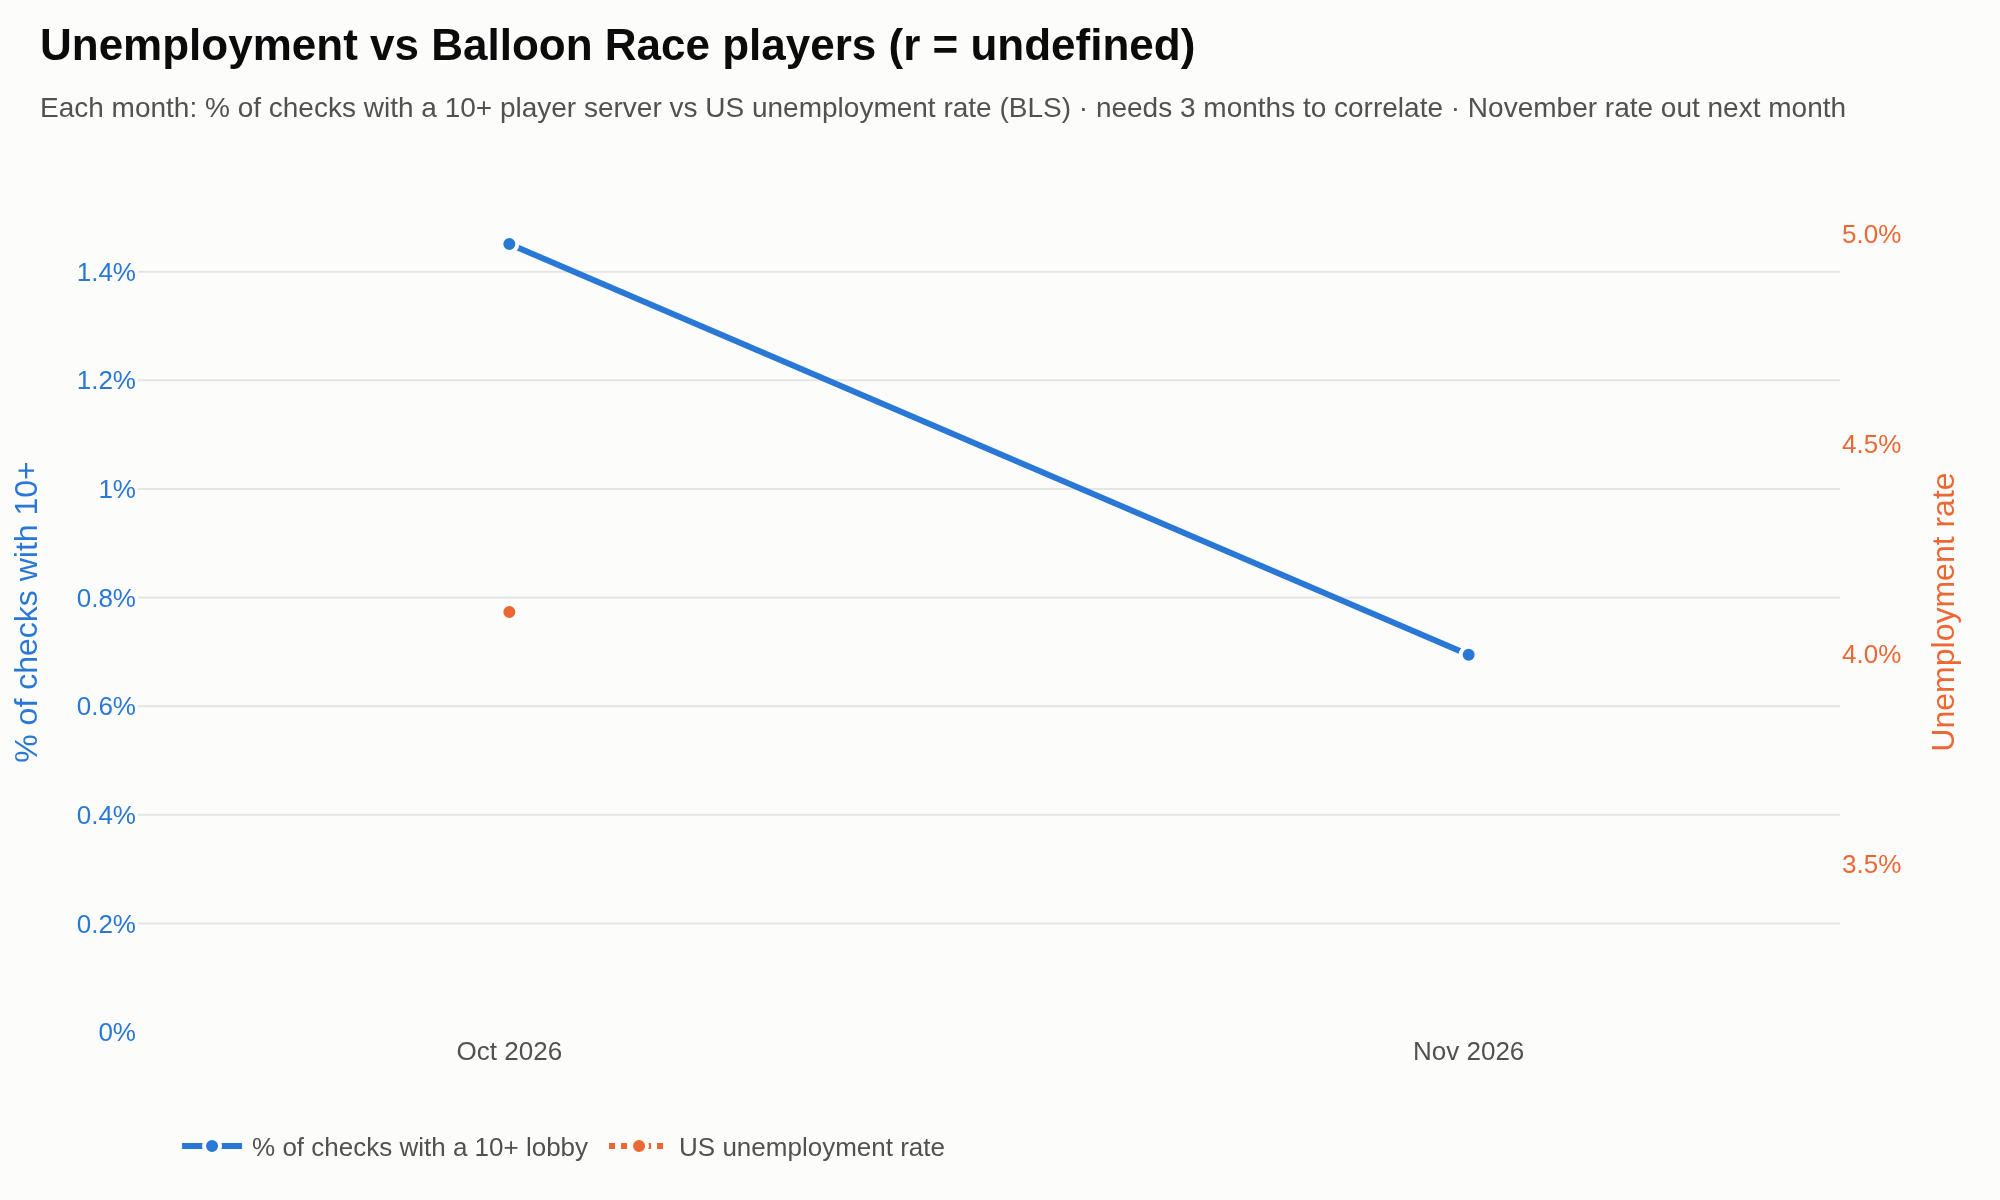 Unemployment vs Balloon Race players (r = undefined)
Each month: % of checks with a 10+ player server vs US unemployment rate (BLS) · needs 3 months to correlate · November rate out next month
% of checks with 10+
1.4%
1.2%
1%
0.8%
0.6%
0.4%
0.2%
0%
5.0%
4.5%
4.0%
3.5%
Unemployment rate
Oct 2026
Nov 2026
% of checks with a 10+ lobby
US unemployment rate